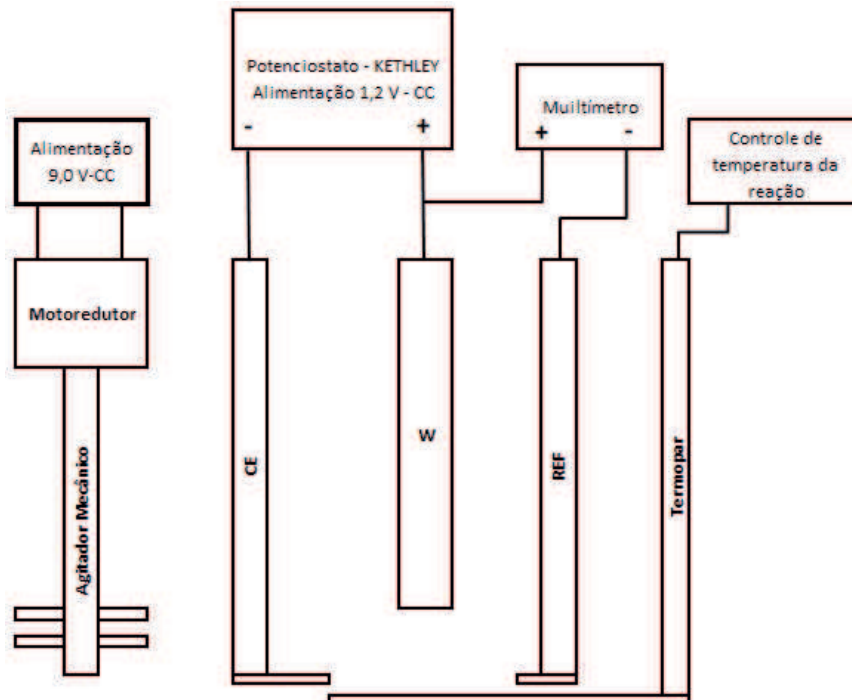 Potenciostato - KETHLEY
Alimentação 1,2 V - CC
- +
Muiltímetro
+ -
Alimentação
9,0 V-CC
Controle de
temperatura da
reação
Motoredutor
Agitador Mecânico
CE
W
REF
Termopar